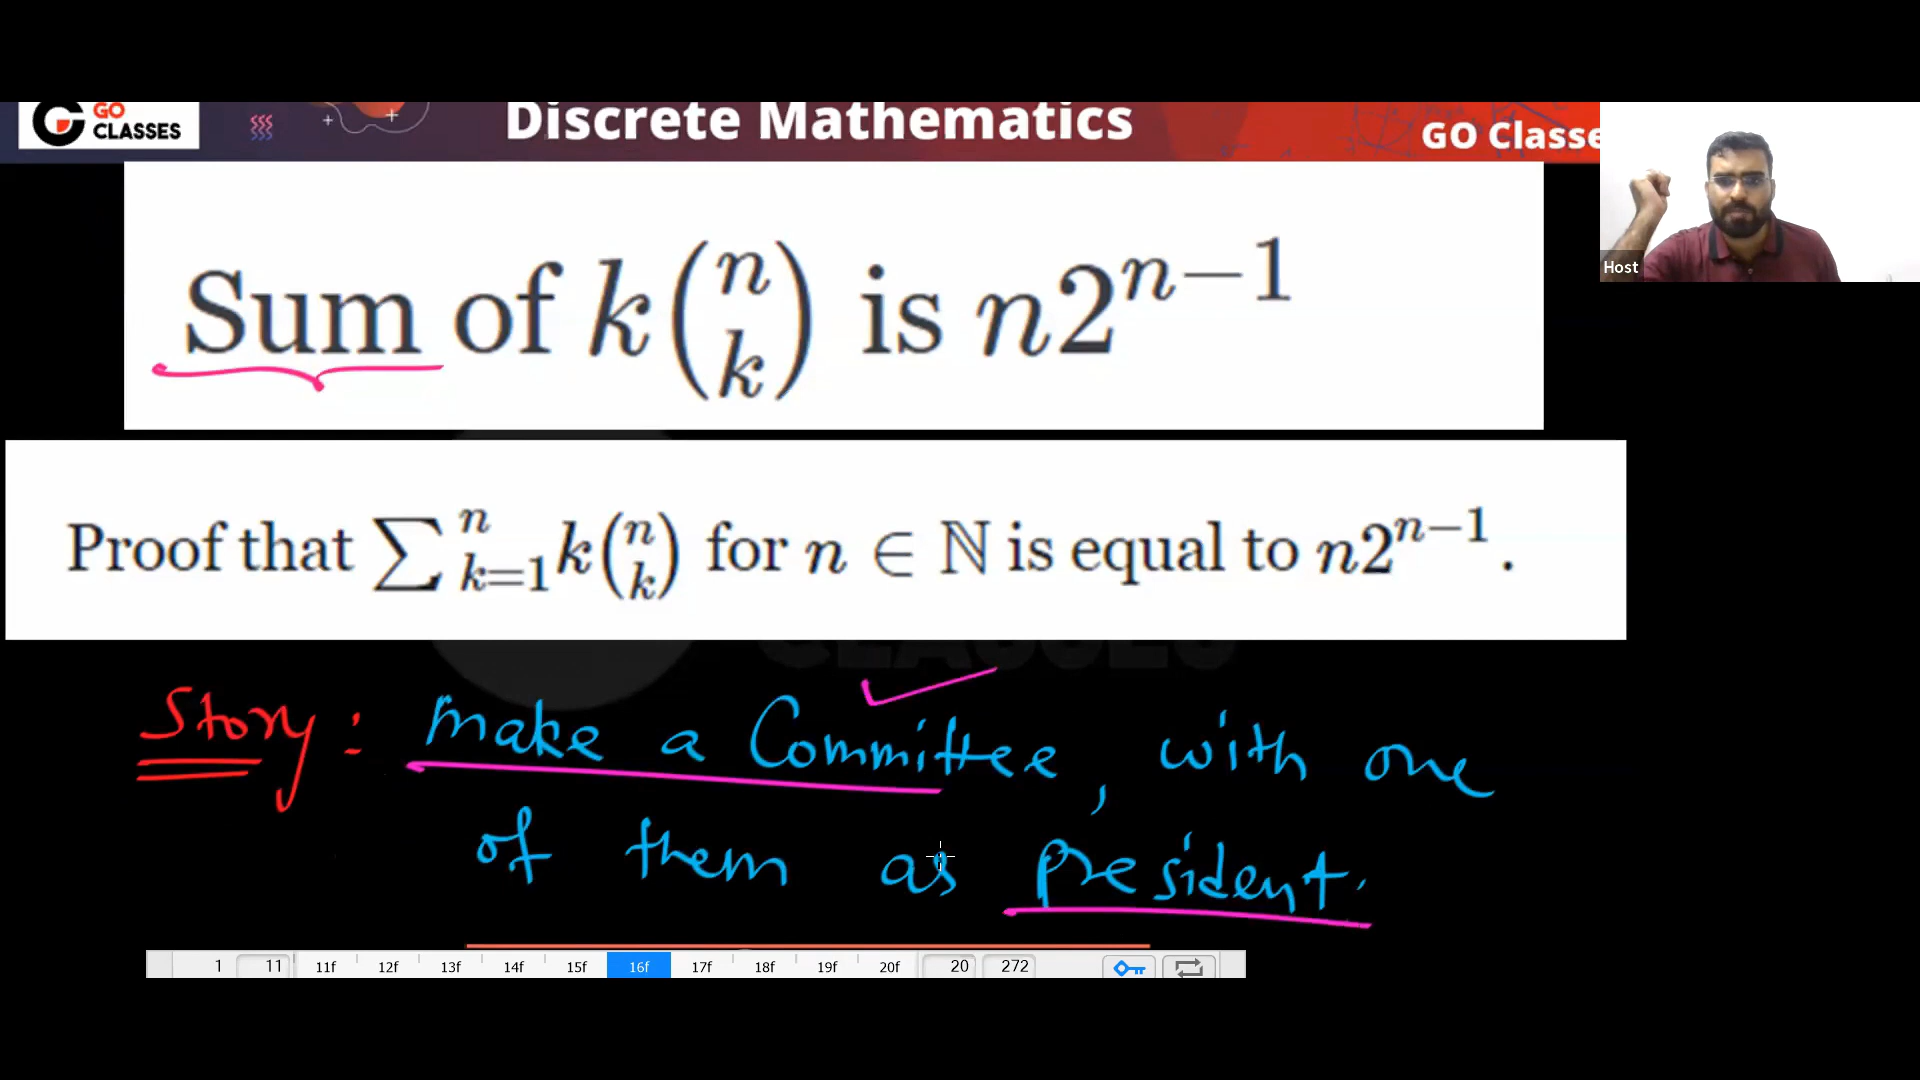 GO
CLASSES
Discrete Mathematics
GO Classe
Host
Sum of k(n k) is n2^{n-1}
Proof that ∑_{k=1}^{n} k(n k) for n ∈ ℕ is equal to n2^{n-1}.
CLASSES
Story: Make a Committee, with one
of them as president.
1 11 11f 12f 13f 14f 15f 16f 17f 18f 19f 20f 20 272